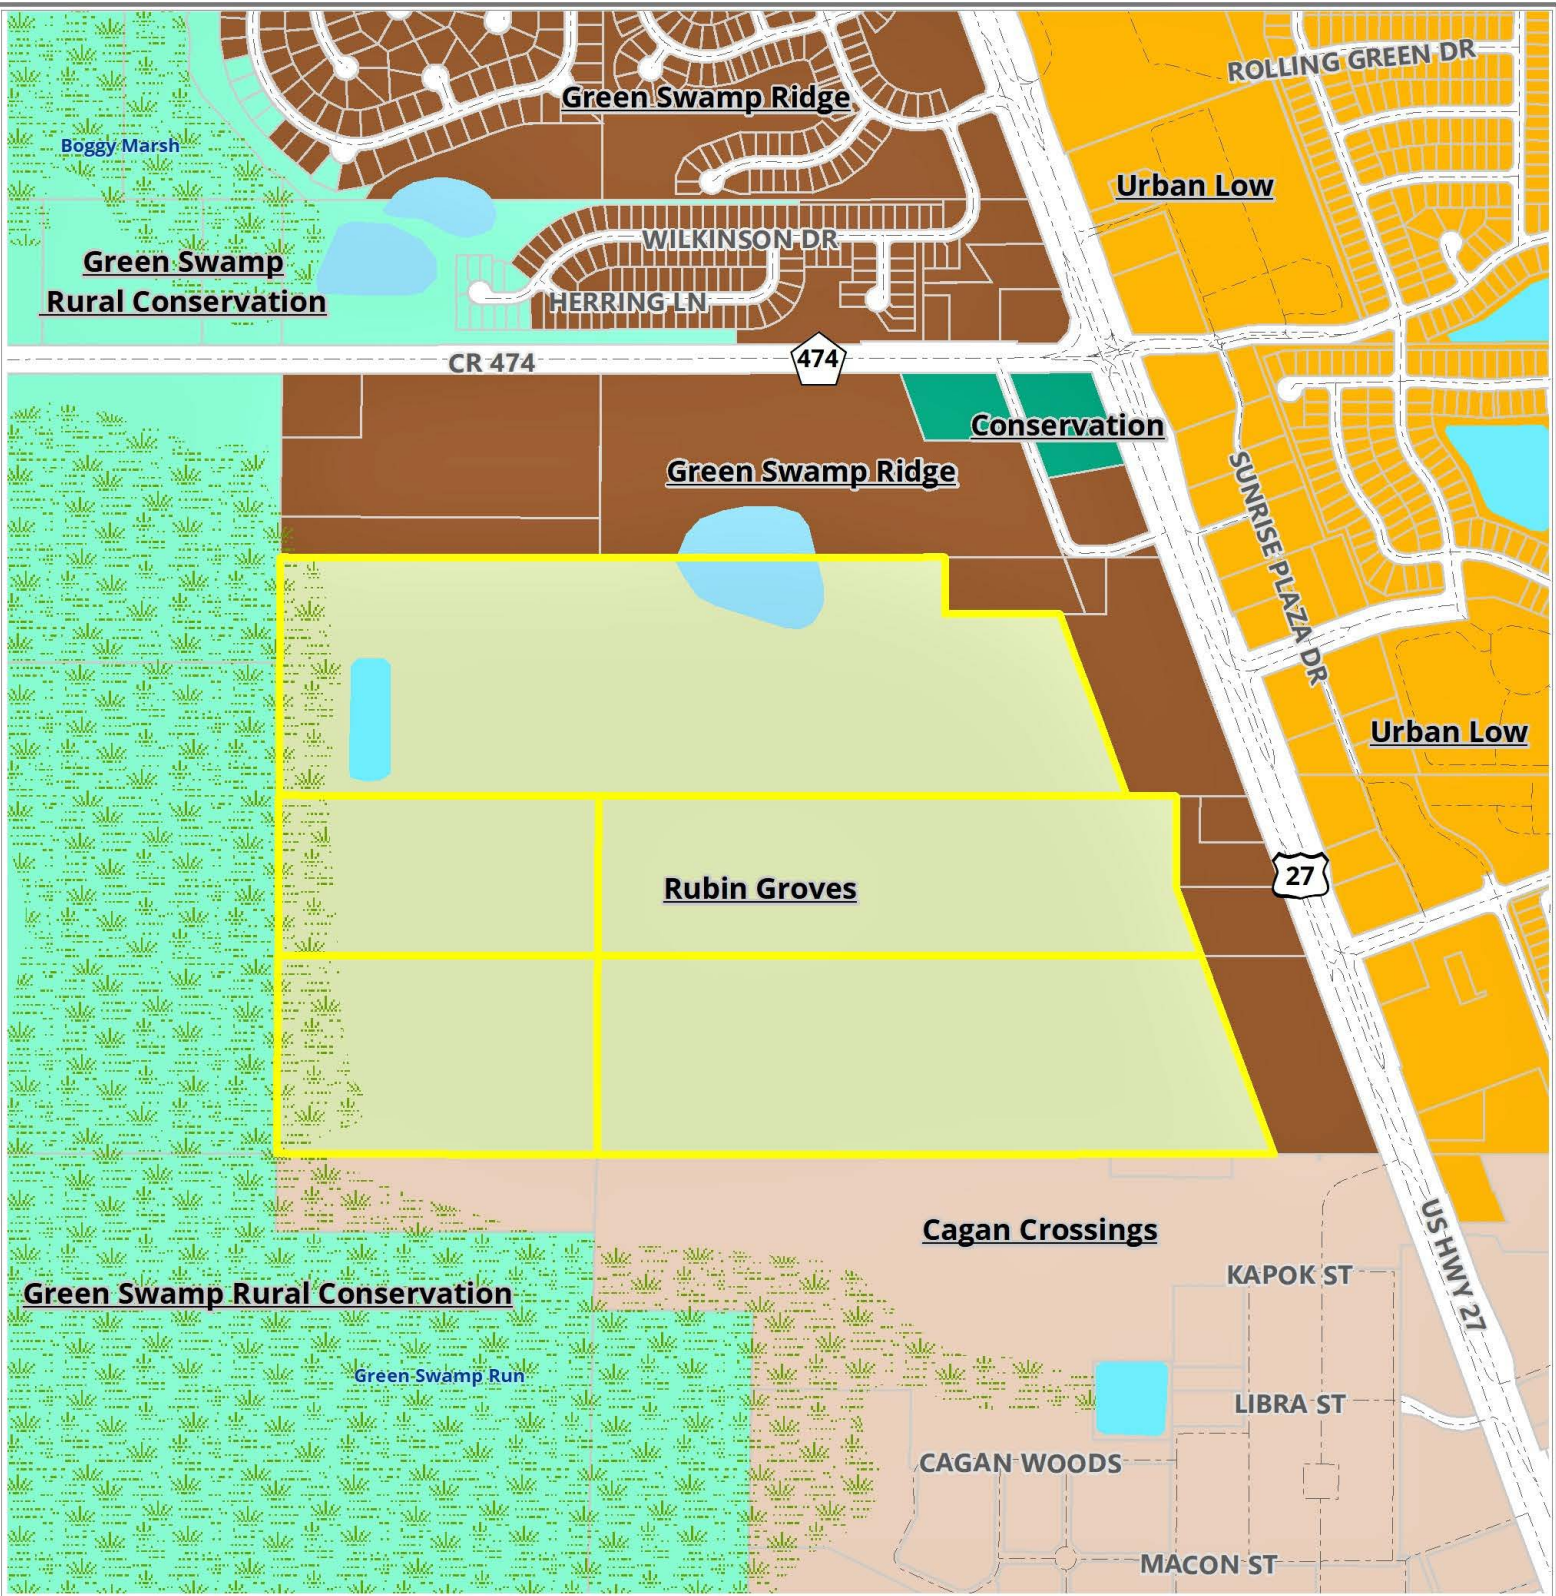 ROLLING GREEN DR
Green Swamp Ridge
Boggy Marsh
Urban Low
WILKINSON DR
Green Swamp
Rural Conservation
HERRING LN
474
CR 474
Conservation
Green Swamp Ridge
SUNRISE PLAZA DR
Urban Low
27
Rubin Groves
Cagan Crossings
US HWY 27
KAPOK ST
Green Swamp Rural Conservation
Green Swamp Run
LIBRA ST
CAGAN WOODS
MACON ST